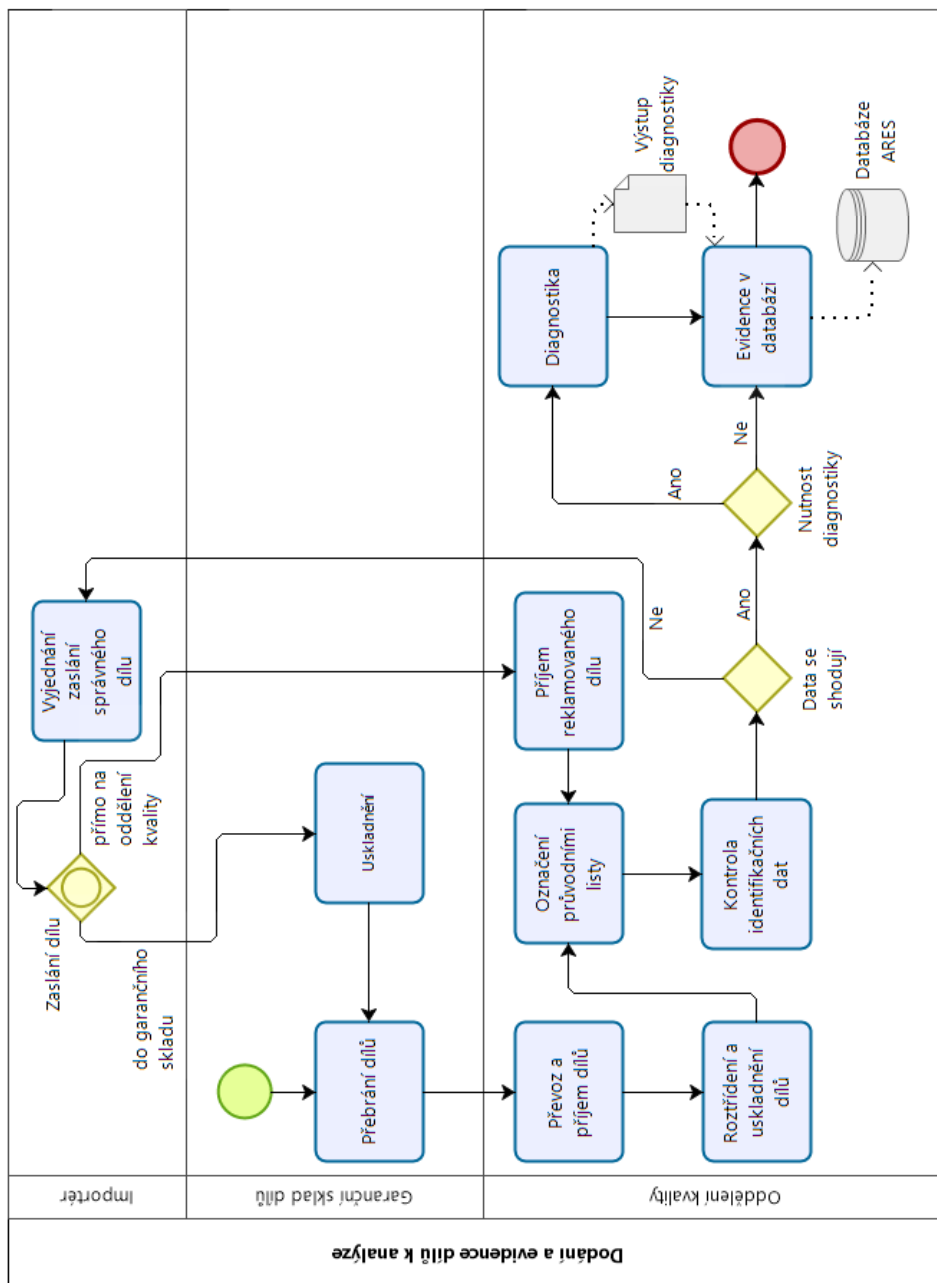 Dodání a evidence dílů k analýze
Importér
Garanční sklad dílů
Oddělení kvality
Zaslání dílu
do garančního
skladu
přímo na
oddělení
kvality
Vyjednání
zaslání
správného
dílu
Přebrání dílů
Uskladnění
Převoz a
příjem dílů
Roztřídení a
uskladnění
dílů
Označení
průvodními
listy
Příjem
reklamovaného
dílu
Kontrola
identifikačních
dat
Data se
shodují
Ne
Ano
Nutnost
diagnostiky
Ano
Ne
Diagnostika
Výstup
diagnostiky
Evidence v
databázi
Databáze
ARES